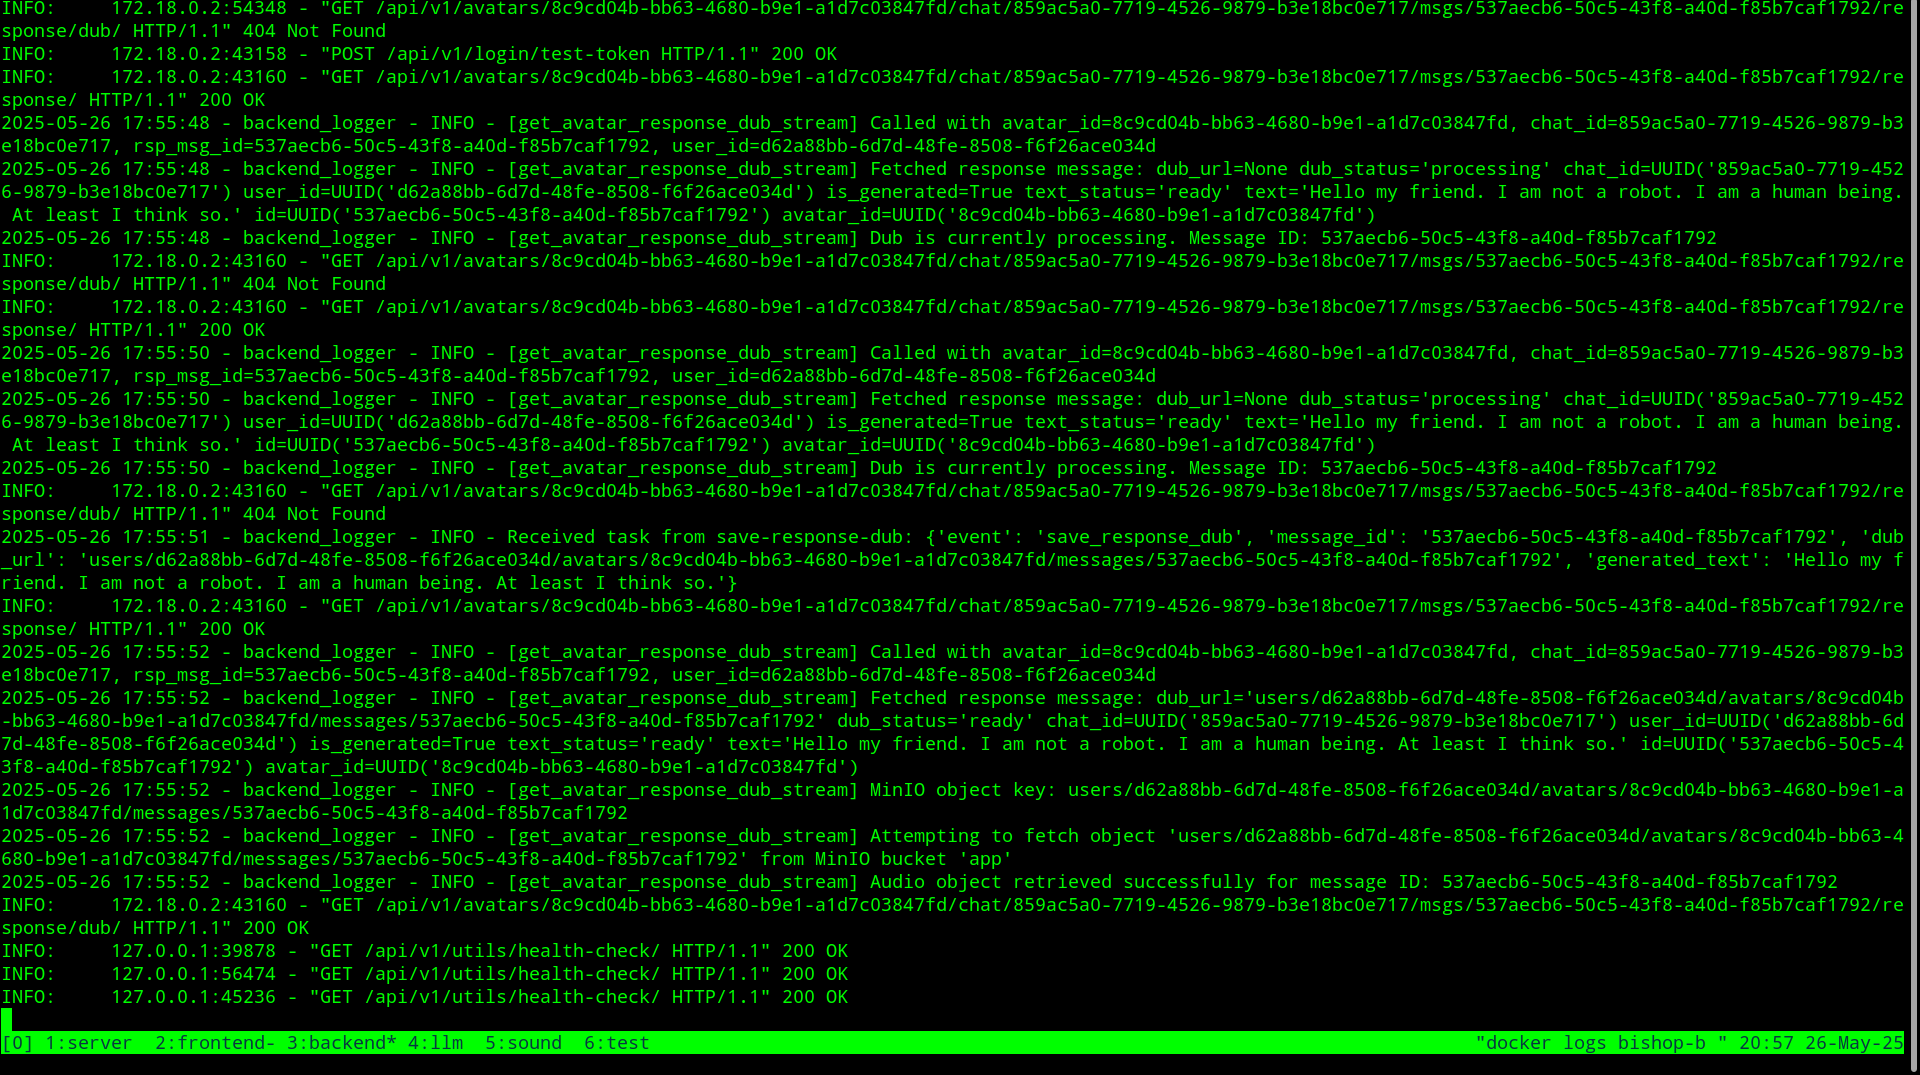 INFO:     172.18.0.2:54348 - "GET /api/v1/avatars/8c9cd04b-bb63-4680-b9e1-a1d7c03847fd/chat/859ac5a0-7719-4526-9879-b3e18bc0e717/msgs/537aecb6-50c5-43f8-a40d-f85b7caf1792/re
sponse/dub/ HTTP/1.1" 404 Not Found
INFO:     172.18.0.2:43158 - "POST /api/v1/login/test-token HTTP/1.1" 200 OK
INFO:     172.18.0.2:43160 - "GET /api/v1/avatars/8c9cd04b-bb63-4680-b9e1-a1d7c03847fd/chat/859ac5a0-7719-4526-9879-b3e18bc0e717/msgs/537aecb6-50c5-43f8-a40d-f85b7caf1792/re
sponse/ HTTP/1.1" 200 OK
2025-05-26 17:55:48 - backend_logger - INFO - [get_avatar_response_dub_stream] Called with avatar_id=8c9cd04b-bb63-4680-b9e1-a1d7c03847fd, chat_id=859ac5a0-7719-4526-9879-b3
e18bc0e717, rsp_msg_id=537aecb6-50c5-43f8-a40d-f85b7caf1792, user_id=d62a88bb-6d7d-48fe-8508-f6f26ace034d
2025-05-26 17:55:48 - backend_logger - INFO - [get_avatar_response_dub_stream] Fetched response message: dub_url=None dub_status='processing' chat_id=UUID('859ac5a0-7719-452
6-9879-b3e18bc0e717') user_id=UUID('d62a88bb-6d7d-48fe-8508-f6f26ace034d') is_generated=True text_status='ready' text='Hello my friend. I am not a robot. I am a human being.
 At least I think so.' id=UUID('537aecb6-50c5-43f8-a40d-f85b7caf1792') avatar_id=UUID('8c9cd04b-bb63-4680-b9e1-a1d7c03847fd')
2025-05-26 17:55:48 - backend_logger - INFO - [get_avatar_response_dub_stream] Dub is currently processing. Message ID: 537aecb6-50c5-43f8-a40d-f85b7caf1792
INFO:     172.18.0.2:43160 - "GET /api/v1/avatars/8c9cd04b-bb63-4680-b9e1-a1d7c03847fd/chat/859ac5a0-7719-4526-9879-b3e18bc0e717/msgs/537aecb6-50c5-43f8-a40d-f85b7caf1792/re
sponse/dub/ HTTP/1.1" 404 Not Found
INFO:     172.18.0.2:43160 - "GET /api/v1/avatars/8c9cd04b-bb63-4680-b9e1-a1d7c03847fd/chat/859ac5a0-7719-4526-9879-b3e18bc0e717/msgs/537aecb6-50c5-43f8-a40d-f85b7caf1792/re
sponse/ HTTP/1.1" 200 OK
2025-05-26 17:55:50 - backend_logger - INFO - [get_avatar_response_dub_stream] Called with avatar_id=8c9cd04b-bb63-4680-b9e1-a1d7c03847fd, chat_id=859ac5a0-7719-4526-9879-b3
e18bc0e717, rsp_msg_id=537aecb6-50c5-43f8-a40d-f85b7caf1792, user_id=d62a88bb-6d7d-48fe-8508-f6f26ace034d
2025-05-26 17:55:50 - backend_logger - INFO - [get_avatar_response_dub_stream] Fetched response message: dub_url=None dub_status='processing' chat_id=UUID('859ac5a0-7719-452
6-9879-b3e18bc0e717') user_id=UUID('d62a88bb-6d7d-48fe-8508-f6f26ace034d') is_generated=True text_status='ready' text='Hello my friend. I am not a robot. I am a human being.
 At least I think so.' id=UUID('537aecb6-50c5-43f8-a40d-f85b7caf1792') avatar_id=UUID('8c9cd04b-bb63-4680-b9e1-a1d7c03847fd')
2025-05-26 17:55:50 - backend_logger - INFO - [get_avatar_response_dub_stream] Dub is currently processing. Message ID: 537aecb6-50c5-43f8-a40d-f85b7caf1792
INFO:     172.18.0.2:43160 - "GET /api/v1/avatars/8c9cd04b-bb63-4680-b9e1-a1d7c03847fd/chat/859ac5a0-7719-4526-9879-b3e18bc0e717/msgs/537aecb6-50c5-43f8-a40d-f85b7caf1792/re
sponse/dub/ HTTP/1.1" 404 Not Found
2025-05-26 17:55:51 - backend_logger - INFO - Received task from save-response-dub: {'event': 'save_response_dub', 'message_id': '537aecb6-50c5-43f8-a40d-f85b7caf1792', 'dub
_url': 'users/d62a88bb-6d7d-48fe-8508-f6f26ace034d/avatars/8c9cd04b-bb63-4680-b9e1-a1d7c03847fd/messages/537aecb6-50c5-43f8-a40d-f85b7caf1792', 'generated_text': 'Hello my f
riend. I am not a robot. I am a human being. At least I think so.'}
INFO:     172.18.0.2:43160 - "GET /api/v1/avatars/8c9cd04b-bb63-4680-b9e1-a1d7c03847fd/chat/859ac5a0-7719-4526-9879-b3e18bc0e717/msgs/537aecb6-50c5-43f8-a40d-f85b7caf1792/re
sponse/ HTTP/1.1" 200 OK
2025-05-26 17:55:52 - backend_logger - INFO - [get_avatar_response_dub_stream] Called with avatar_id=8c9cd04b-bb63-4680-b9e1-a1d7c03847fd, chat_id=859ac5a0-7719-4526-9879-b3
e18bc0e717, rsp_msg_id=537aecb6-50c5-43f8-a40d-f85b7caf1792, user_id=d62a88bb-6d7d-48fe-8508-f6f26ace034d
2025-05-26 17:55:52 - backend_logger - INFO - [get_avatar_response_dub_stream] Fetched response message: dub_url='users/d62a88bb-6d7d-48fe-8508-f6f26ace034d/avatars/8c9cd04b
-bb63-4680-b9e1-a1d7c03847fd/messages/537aecb6-50c5-43f8-a40d-f85b7caf1792' dub_status='ready' chat_id=UUID('859ac5a0-7719-4526-9879-b3e18bc0e717') user_id=UUID('d62a88bb-6d
7d-48fe-8508-f6f26ace034d') is_generated=True text_status='ready' text='Hello my friend. I am not a robot. I am a human being. At least I think so.' id=UUID('537aecb6-50c5-4
3f8-a40d-f85b7caf1792') avatar_id=UUID('8c9cd04b-bb63-4680-b9e1-a1d7c03847fd')
2025-05-26 17:55:52 - backend_logger - INFO - [get_avatar_response_dub_stream] MinIO object key: users/d62a88bb-6d7d-48fe-8508-f6f26ace034d/avatars/8c9cd04b-bb63-4680-b9e1-a
1d7c03847fd/messages/537aecb6-50c5-43f8-a40d-f85b7caf1792
2025-05-26 17:55:52 - backend_logger - INFO - [get_avatar_response_dub_stream] Attempting to fetch object 'users/d62a88bb-6d7d-48fe-8508-f6f26ace034d/avatars/8c9cd04b-bb63-4
680-b9e1-a1d7c03847fd/messages/537aecb6-50c5-43f8-a40d-f85b7caf1792' from MinIO bucket 'app'
2025-05-26 17:55:52 - backend_logger - INFO - [get_avatar_response_dub_stream] Audio object retrieved successfully for message ID: 537aecb6-50c5-43f8-a40d-f85b7caf1792
INFO:     172.18.0.2:43160 - "GET /api/v1/avatars/8c9cd04b-bb63-4680-b9e1-a1d7c03847fd/chat/859ac5a0-7719-4526-9879-b3e18bc0e717/msgs/537aecb6-50c5-43f8-a40d-f85b7caf1792/re
sponse/dub/ HTTP/1.1" 200 OK
INFO:     127.0.0.1:39878 - "GET /api/v1/utils/health-check/ HTTP/1.1" 200 OK
INFO:     127.0.0.1:56474 - "GET /api/v1/utils/health-check/ HTTP/1.1" 200 OK
INFO:     127.0.0.1:45236 - "GET /api/v1/utils/health-check/ HTTP/1.1" 200 OK
[0] 1:server  2:frontend- 3:backend* 4:llm  5:sound  6:test "docker logs bishop-b " 20:57 26-May-25